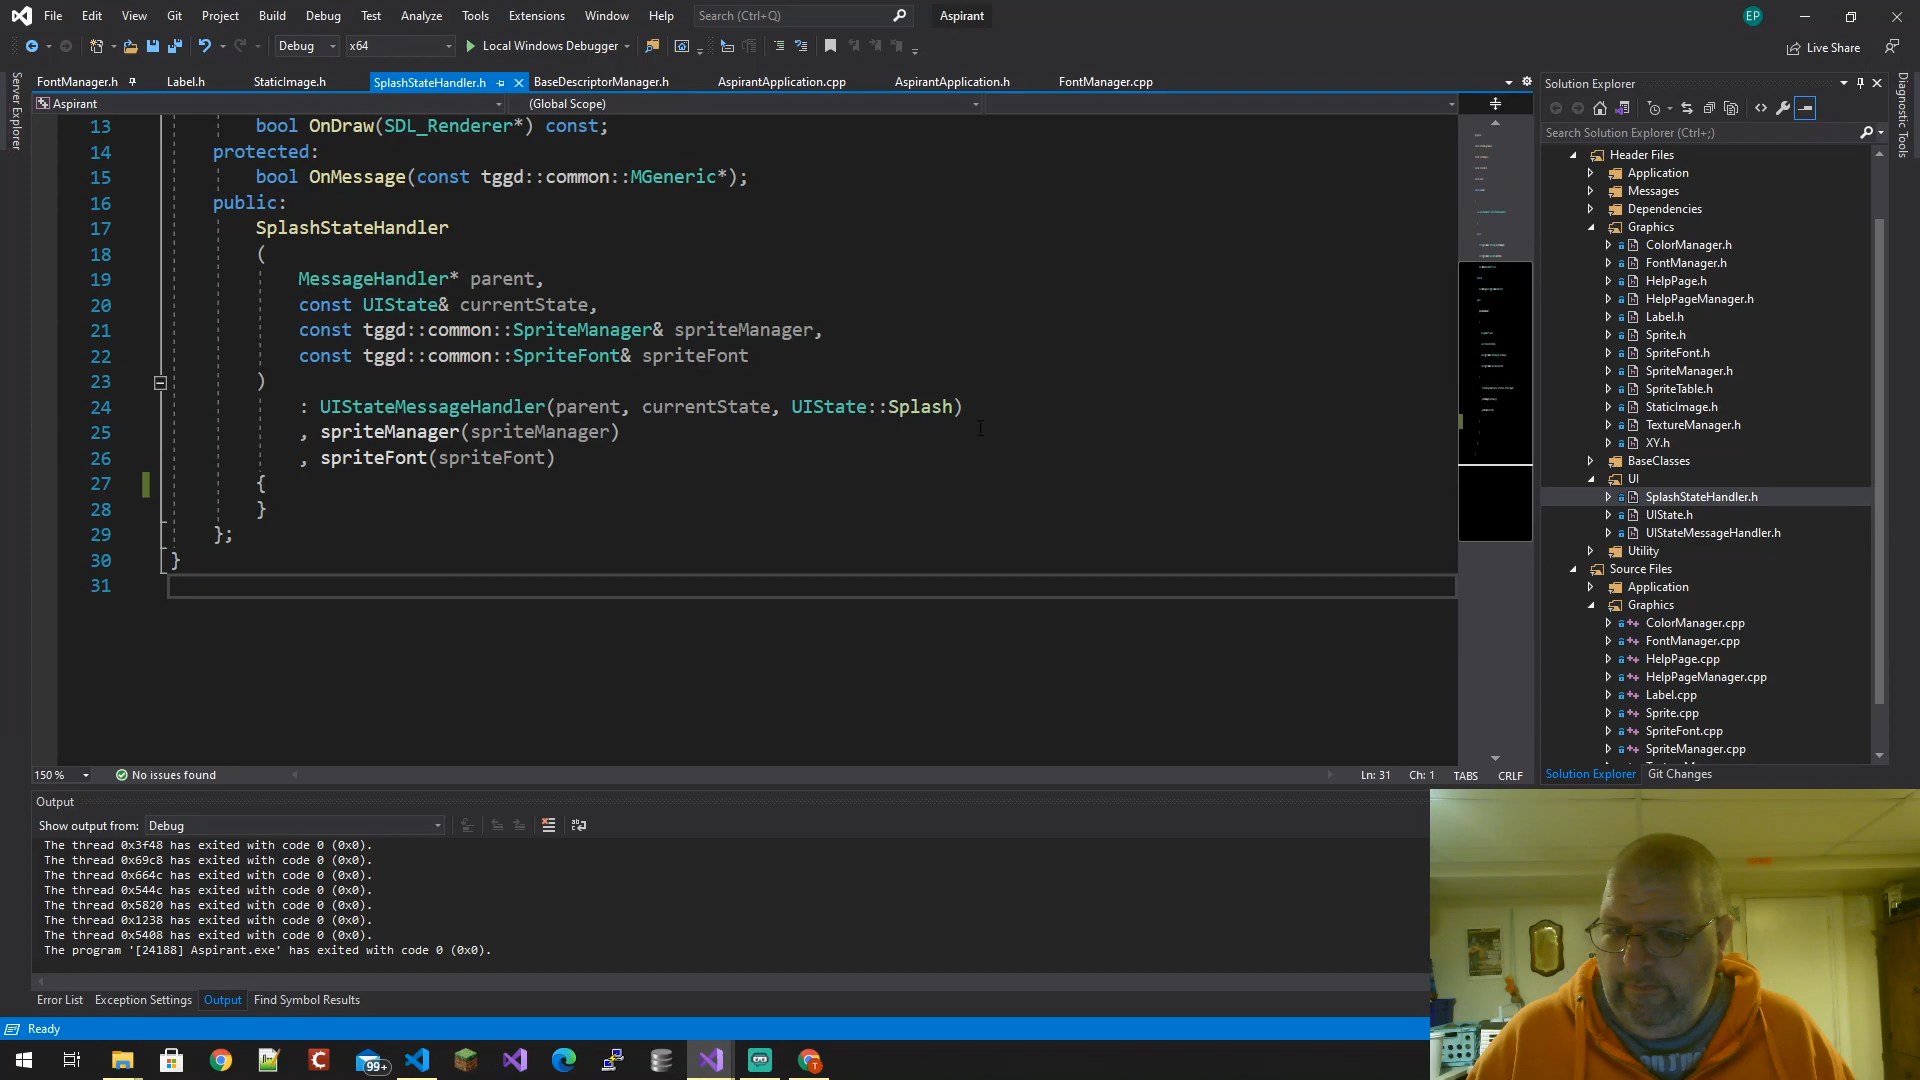 File Edit View Git Project Build Debug Test Analyze Tools Extensions Window Help Search (Ctrl+Q) Aspirant EP
Debug x64 Local Windows Debugger Live Share
FontManager.h Label.h StaticImage.h SplashStateHandler.h BaseDescriptorManager.h AspirantApplication.cpp AspirantApplication.h FontManager.cpp
Aspirant (Global Scope)
Server Explorer
13 bool OnDraw(SDL_Renderer*) const;
14 protected:
15 bool OnMessage(const tggd::common::MGeneric*);
16 public:
17 SplashStateHandler
18 (
19 MessageHandler* parent,
20 const UIState& currentState,
21 const tggd::common::SpriteManager& spriteManager,
22 const tggd::common::SpriteFont& spriteFont
23 )
24 : UIStateMessageHandler(parent, currentState, UIState::Splash)
25 , spriteManager(spriteManager)
26 , spriteFont(spriteFont)
27 {
28 }
29 };
30 }
31
150 % No issues found Ln: 31 Ch: 1 TABS CRLF
Solution Explorer
Search Solution Explorer (Ctrl+;)
Header Files
Application
Messages
Dependencies
Graphics
ColorManager.h
FontManager.h
HelpPage.h
HelpPageManager.h
Label.h
Sprite.h
SpriteFont.h
SpriteManager.h
SpriteTable.h
StaticImage.h
TextureManager.h
XY.h
BaseClasses
UI
SplashStateHandler.h
UIState.h
UIStateMessageHandler.h
Utility
Source Files
Application
Graphics
ColorManager.cpp
FontManager.cpp
HelpPage.cpp
HelpPageManager.cpp
Label.cpp
Sprite.cpp
SpriteFont.cpp
SpriteManager.cpp
Solution Explorer Git Changes
Diagnostic Tools
Output
Show output from: Debug
The thread 0x3f48 has exited with code 0 (0x0).
The thread 0x69c8 has exited with code 0 (0x0).
The thread 0x664c has exited with code 0 (0x0).
The thread 0x544c has exited with code 0 (0x0).
The thread 0x5820 has exited with code 0 (0x0).
The thread 0x1238 has exited with code 0 (0x0).
The thread 0x5408 has exited with code 0 (0x0).
The program '[24188] Aspirant.exe' has exited with code 0 (0x0).
Error List Exception Settings Output Find Symbol Results
Ready
99+